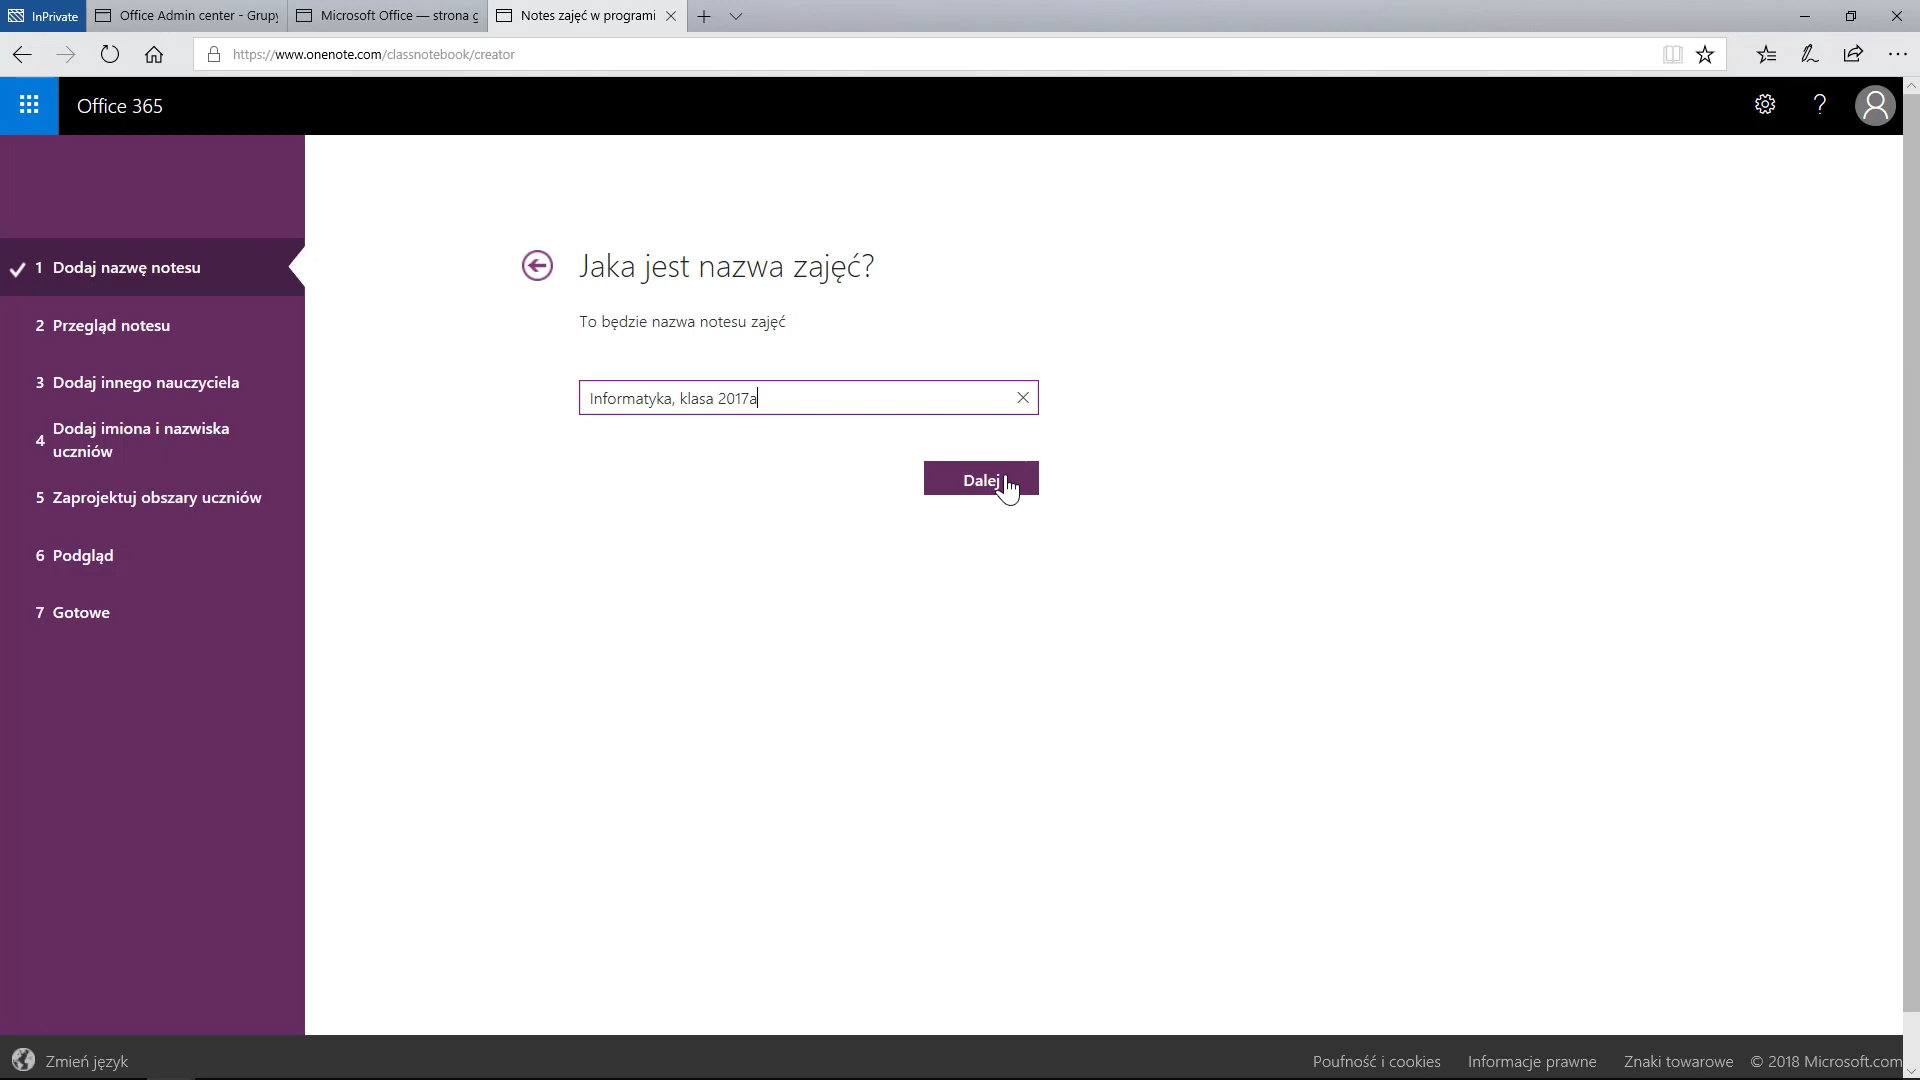 InPrivate
Office Admin center - Grupy
Microsoft Office — strona g
Notes zajęć w programi
https://www.onenote.com/classnotebook/creator
Office 365
1 Dodaj nazwę notesu
2 Przegląd notesu
3 Dodaj innego nauczyciela
4 Dodaj imiona i nazwiska
uczniów
5 Zaprojektuj obszary uczniów
6 Podgląd
7 Gotowe
Jaka jest nazwa zajęć?
To będzie nazwa notesu zajęć
Informatyka, klasa 2017a
Dalej
Zmień język
Poufność i cookies
Informacje prawne
Znaki towarowe
© 2018 Microsoft.com